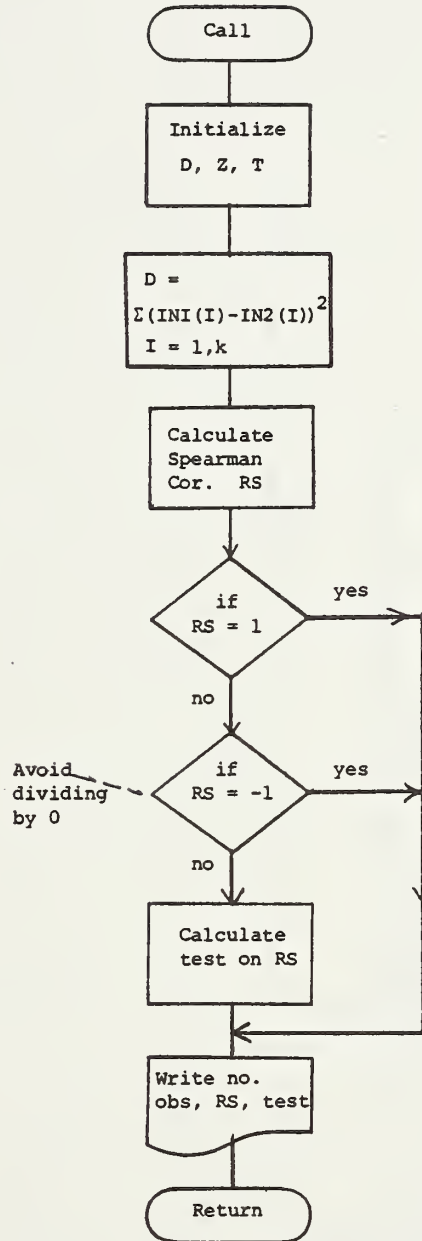 Call
Initialize
D, Z, T
D =
Σ(INI(I)-IN2(I))²
I = 1,k
Calculate
Spearman
Cor. RS
if
RS = 1
yes
no
Avoid
dividing
by 0
if
RS = -1
yes
no
Calculate
test on RS
Write no.
obs, RS, test
Return